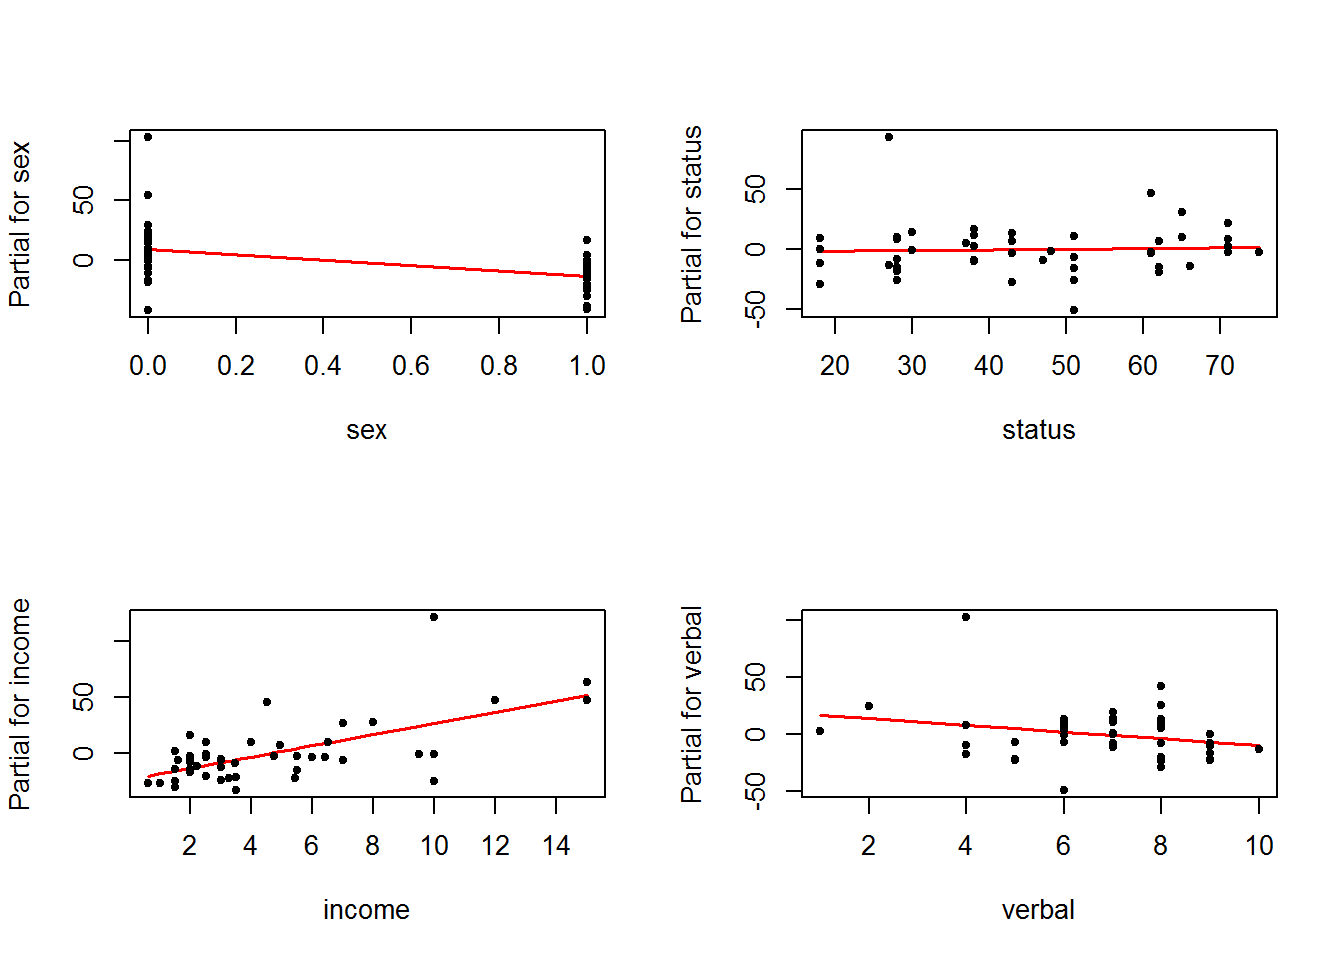 Partial for sex
50
0
0.0 0.2 0.4 0.6 0.8 1.0
sex
Partial for status
50
0
-50
20 30 40 50 60 70
status
Partial for income
50
0
2 4 6 8 10 12 14
income
Partial for verbal
50
0
-50
2 4 6 8 10
verbal